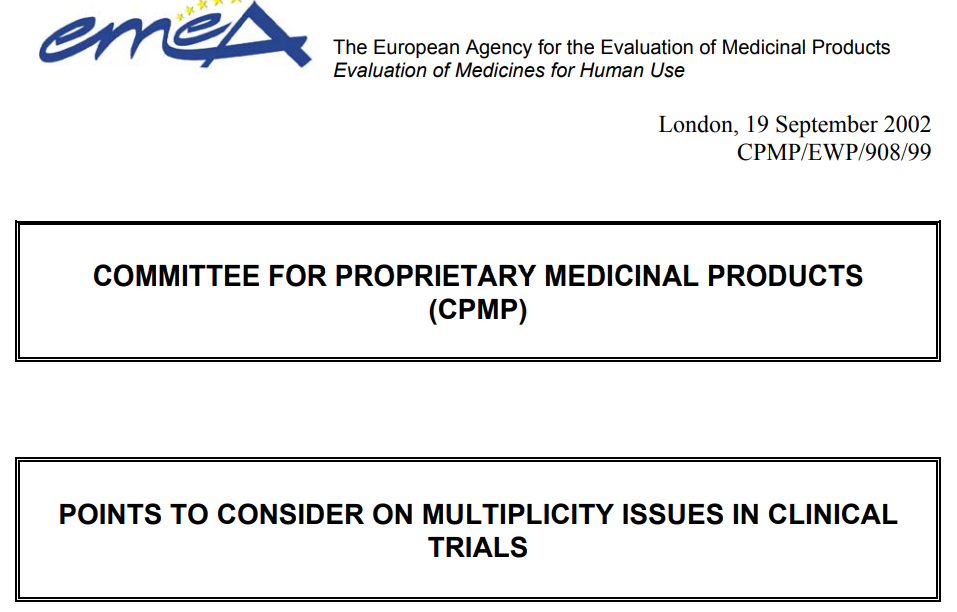 emeA
The European Agency for the Evaluation of Medicinal Products
Evaluation of Medicines for Human Use
London, 19 September 2002
CPMP/EWP/908/99
COMMITTEE FOR PROPRIETARY MEDICINAL PRODUCTS
(CPMP)
POINTS TO CONSIDER ON MULTIPLICITY ISSUES IN CLINICAL
TRIALS